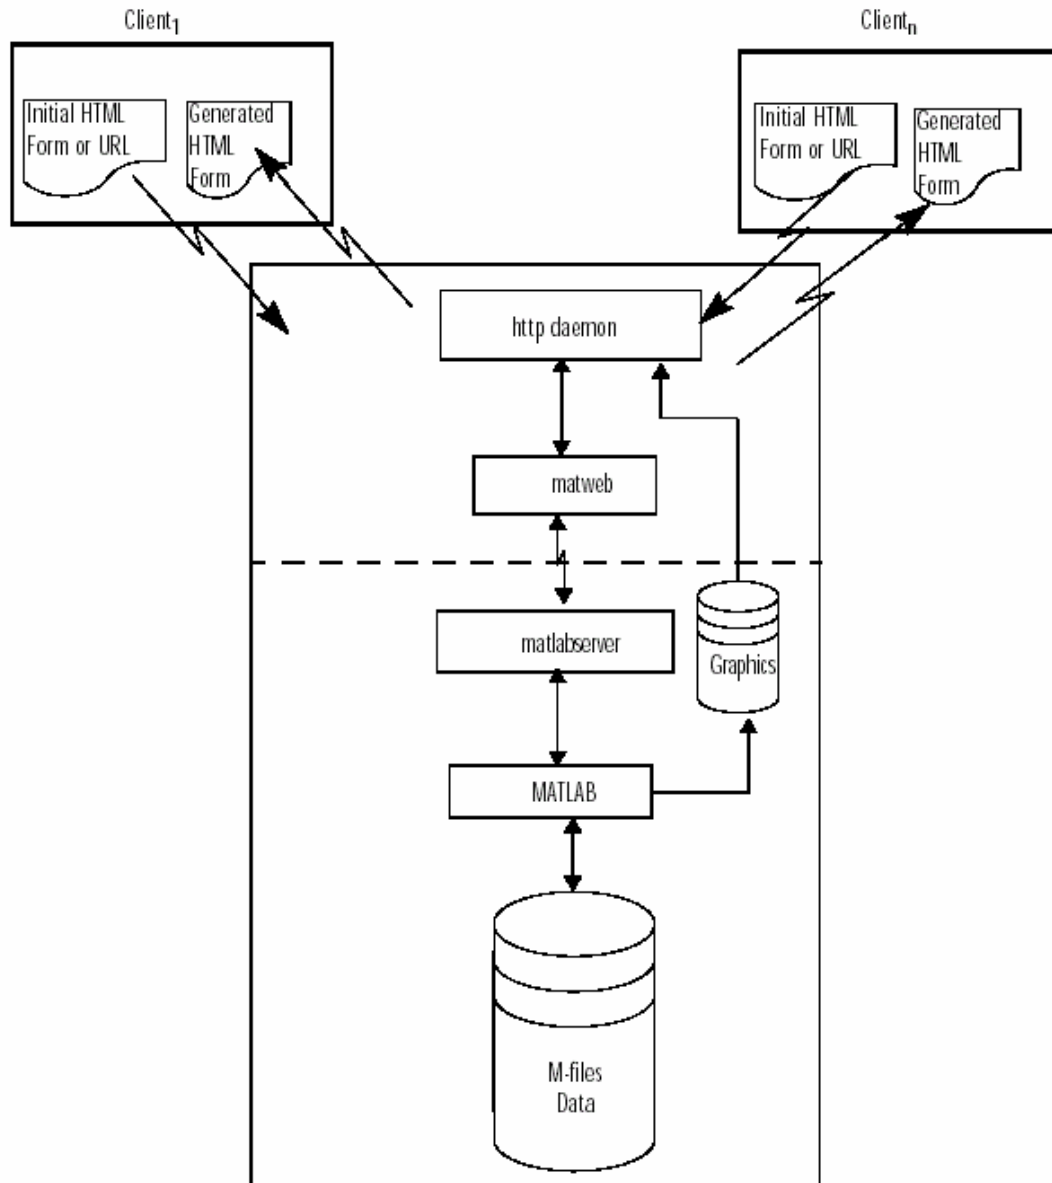 Client1
Clientn
Initial HTML
Form or URL
Generated
HTML
Form
Initial HTML
Form or URL
Generated
HTML
Form
http daemon
matweb
matlabserver
Graphics
MATLAB
M-files
Data